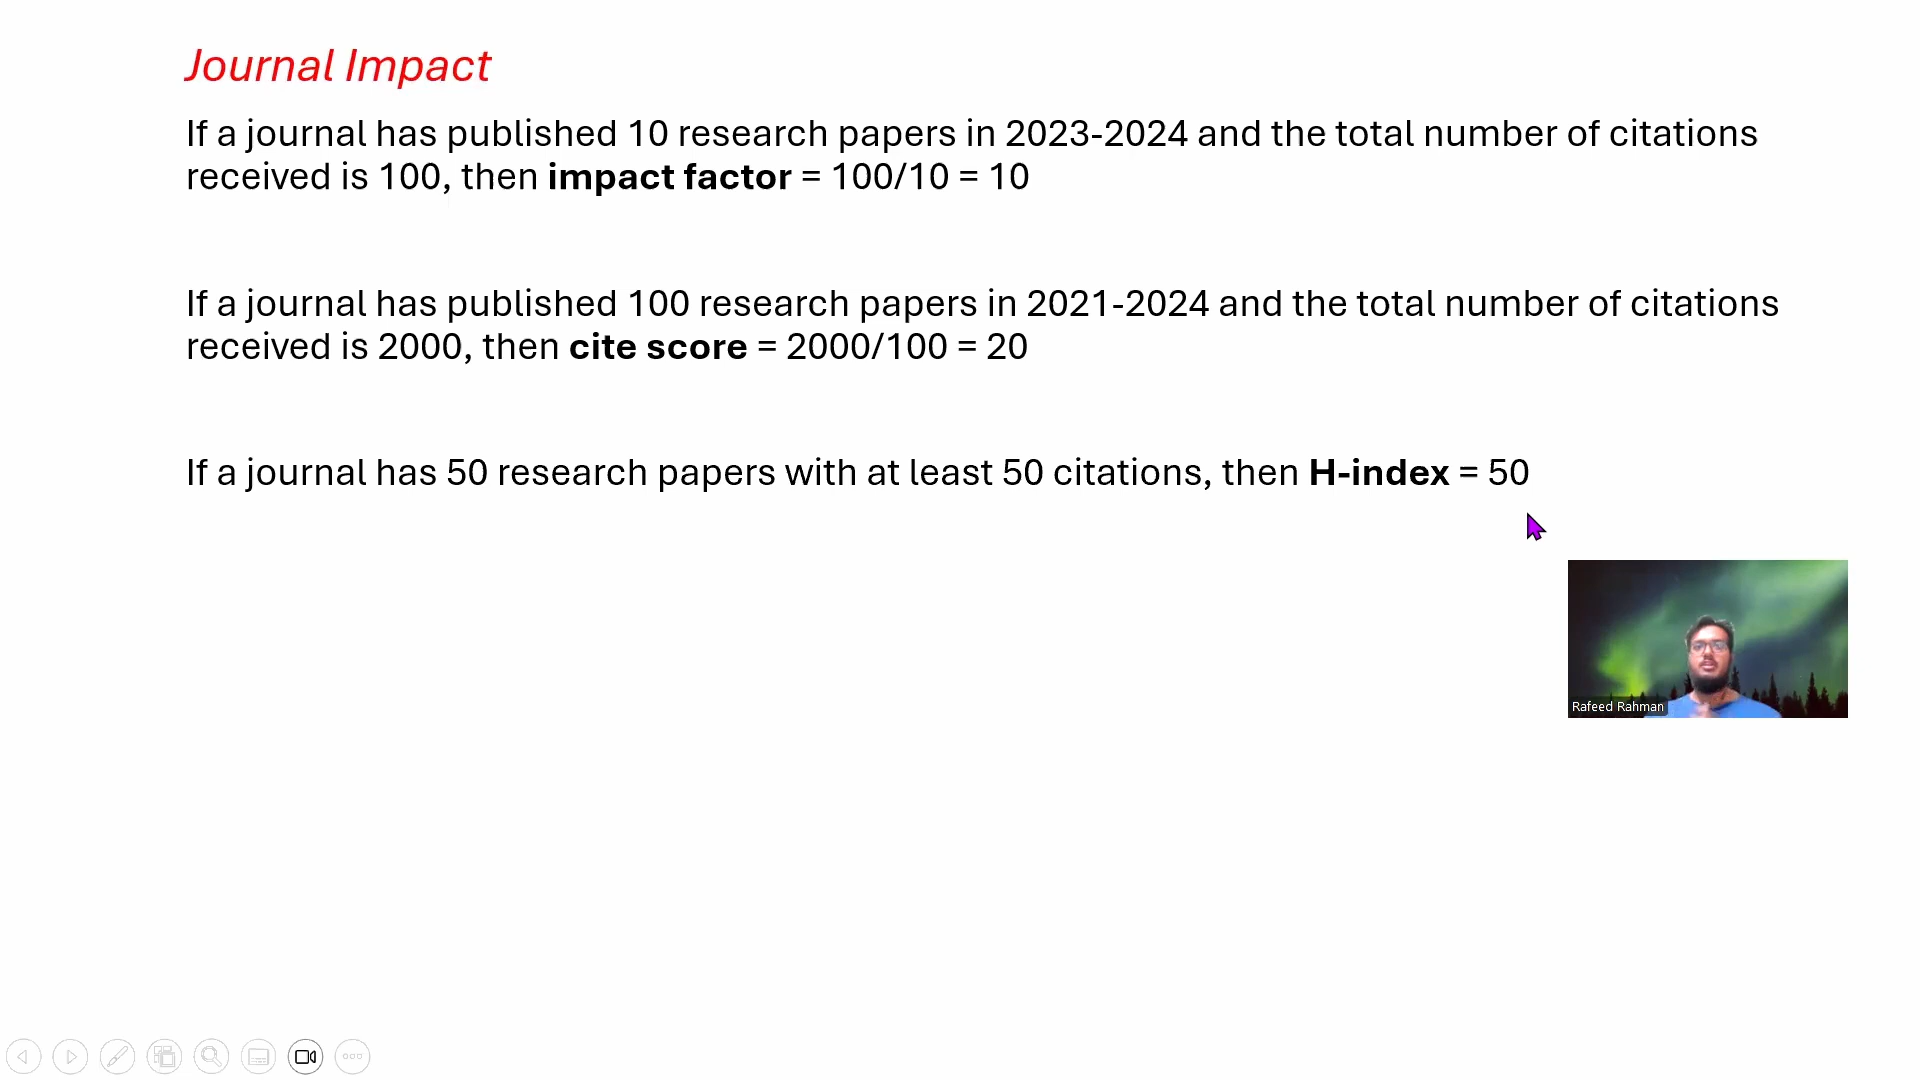 Journal Impact
If a journal has published 10 research papers in 2023-2024 and the total number of citations
received is 100, then impact factor = 100/10 = 10
If a journal has published 100 research papers in 2021-2024 and the total number of citations
received is 2000, then cite score = 2000/100 = 20
If a journal has 50 research papers with at least 50 citations, then H-index = 50
Rafeed Rahman